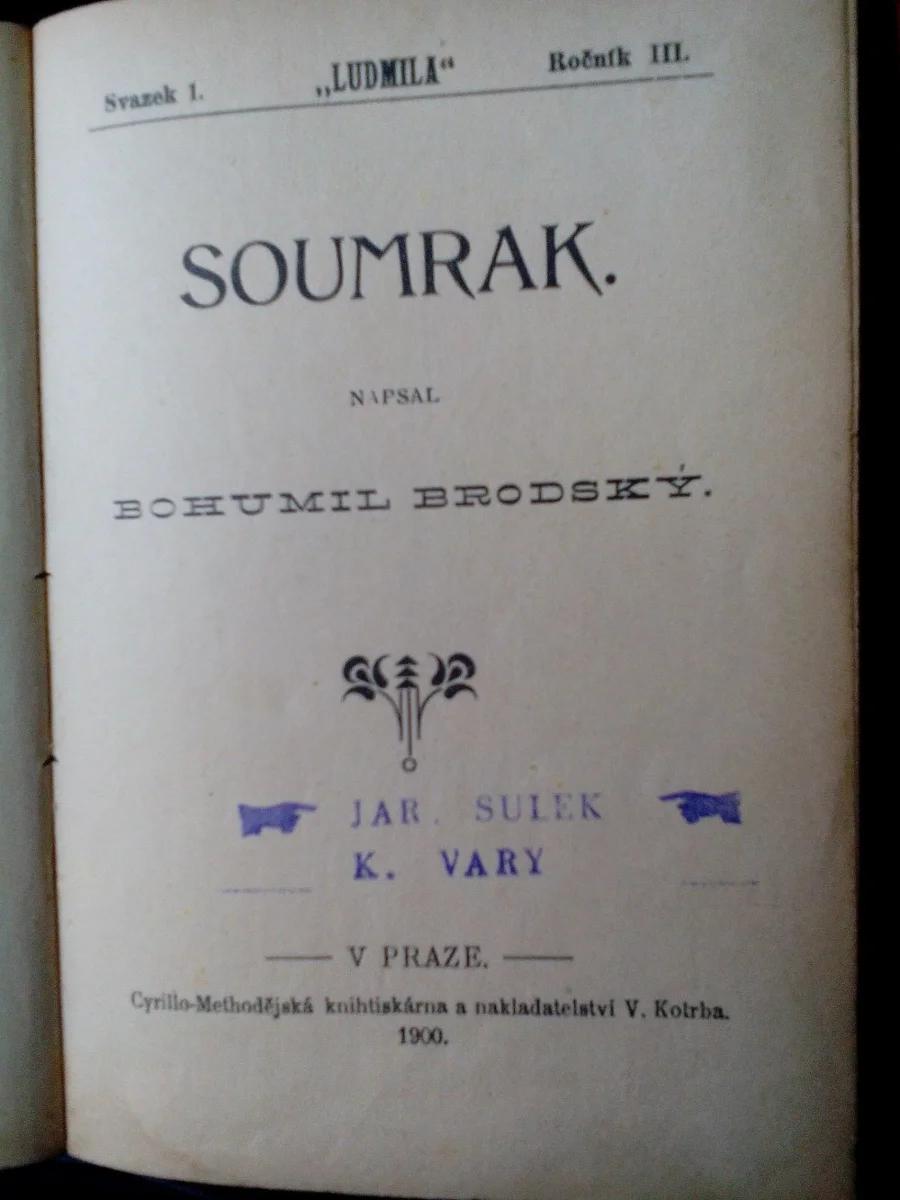 Svazek 1. „LUDMILA“ Ročník III.
SOUMRAK.
NAPSAL
BOHUMIL BRODSKÝ.
JAR. SULEK
K. VARY
V PRAZE.
Cyrillo-Methodějská knihtiskárna a nakladatelství V. Kotrba.
1900.